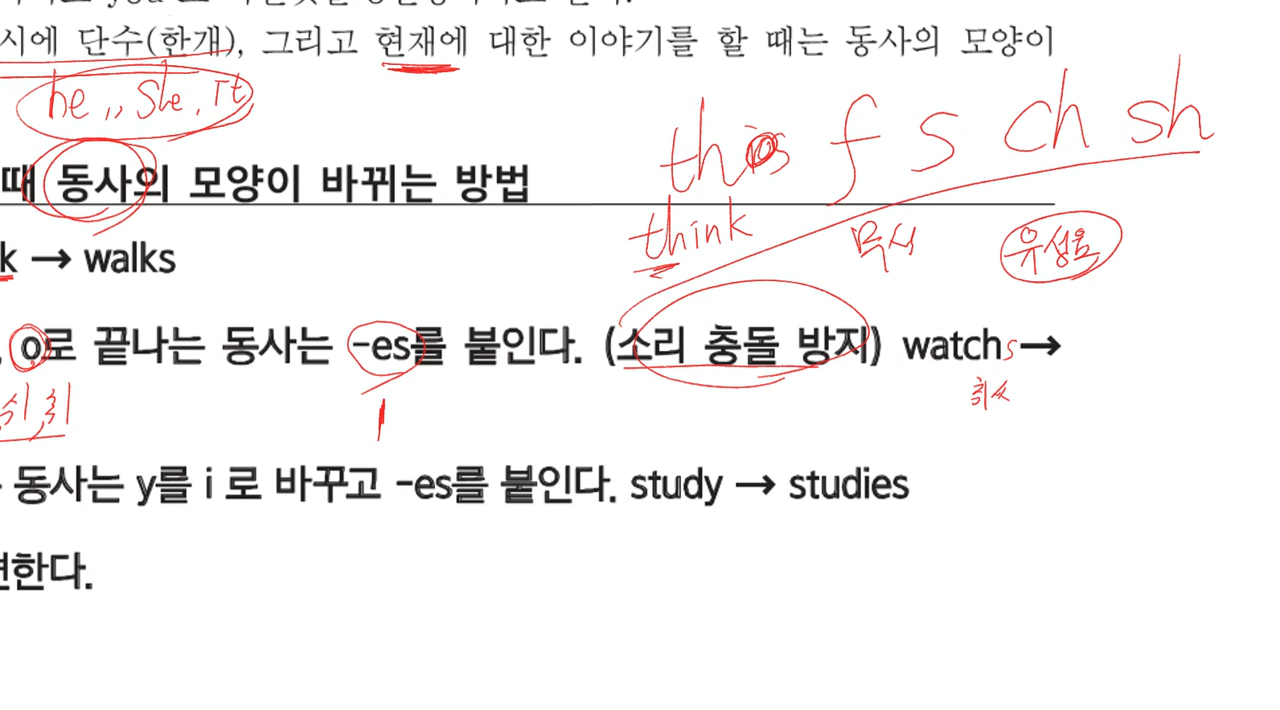 시에 단수(한개), 그리고 현재에 대한 이야기를 할 때는 동사의 모양이
he,, She, It
this f s ch sh
때 동사의 모양이 바뀌는 방법
think
무성 유성음
k → walks
o로 끝나는 동사는 -es를 붙인다. (소리 충돌 방지) watchs→
쉬, 취
취스
동사는 y를 i 로 바꾸고 -es를 붙인다. study → studies
변한다.